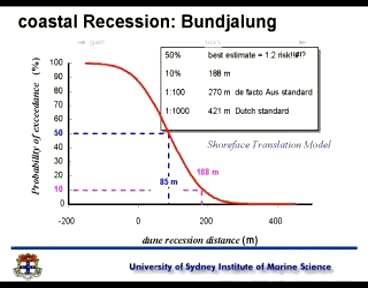 coastal Recession: Bundjalung
gain
50% best estimate = 1:2 risk!!#!?
10% 188 m
1:100 270 m de facto Aus standard
1:1000 421 m Dutch standard
Probability of exceedance (%)
100
90
80
70
60
50
40
30
20
10
0
Shoreface Translation Model
188 m
85 m
-200 0 200 400
dune recession distance (m)
University of Sydney Institute of Marine Science